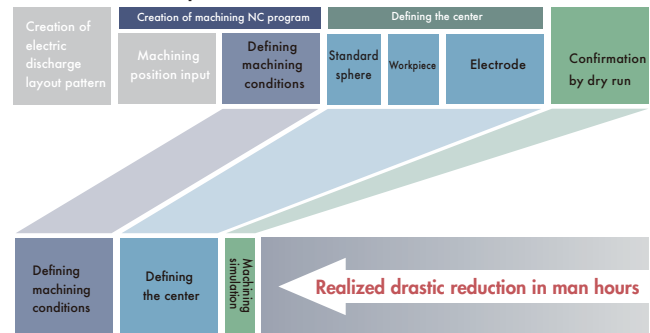 Creation of
electric
discharge
layout pattern
Creation of machining NC program
Machining
position input
Defining
machining
conditions
Defining the center
Standard
sphere
Workpiece
Electrode
Confirmation
by dry run
Defining
machining
conditions
Defining
the center
Machining
simulation
Realized drastic reduction in man hours